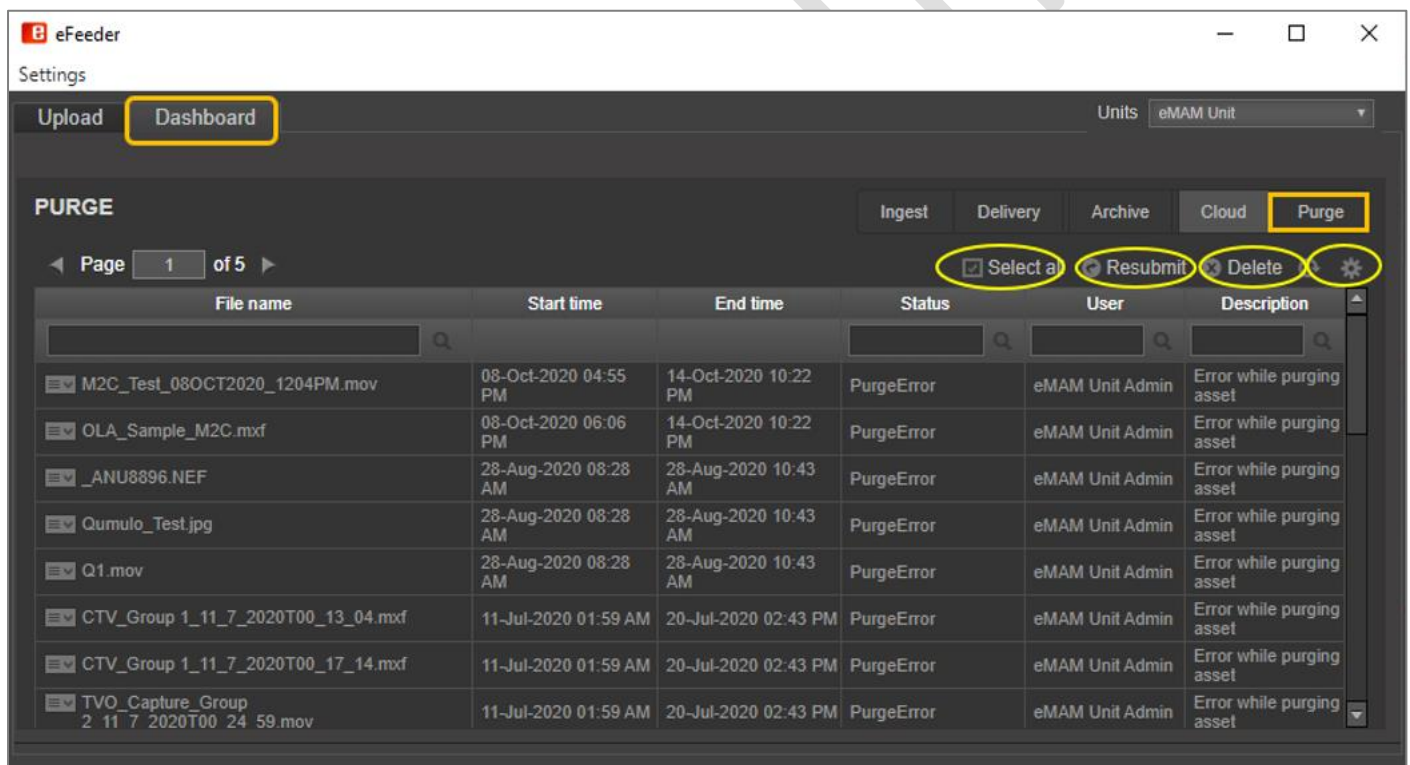 eFeeder
Settings
Upload Dashboard Units eMAM Unit
PURGE Ingest Delivery Archive Cloud Purge
Page 1 of 5 Select al Resubmit Delete
File name Start time End time Status User Description
M2C_Test_08OCT2020_1204PM.mov 08-Oct-2020 04:55 PM 14-Oct-2020 10:22 PM PurgeError eMAM Unit Admin Error while purging asset
OLA_Sample_M2C.mxf 08-Oct-2020 06:06 PM 14-Oct-2020 10:22 PM PurgeError eMAM Unit Admin Error while purging asset
_ANU8896.NEF 28-Aug-2020 08:28 AM 28-Aug-2020 10:43 AM PurgeError eMAM Unit Admin Error while purging asset
Qumulo_Test.jpg 28-Aug-2020 08:28 AM 28-Aug-2020 10:43 AM PurgeError eMAM Unit Admin Error while purging asset
Q1.mov 28-Aug-2020 08:28 AM 28-Aug-2020 10:43 AM PurgeError eMAM Unit Admin Error while purging asset
CTV_Group 1_11_7_2020T00_13_04.mxf 11-Jul-2020 01:59 AM 20-Jul-2020 02:43 PM PurgeError eMAM Unit Admin Error while purging asset
CTV_Group 1_11_7_2020T00_17_14.mxf 11-Jul-2020 01:59 AM 20-Jul-2020 02:43 PM PurgeError eMAM Unit Admin Error while purging asset
TVO_Capture_Group 2_11_7_2020T00_24_59.mov 11-Jul-2020 01:59 AM 20-Jul-2020 02:43 PM PurgeError eMAM Unit Admin Error while purging asset